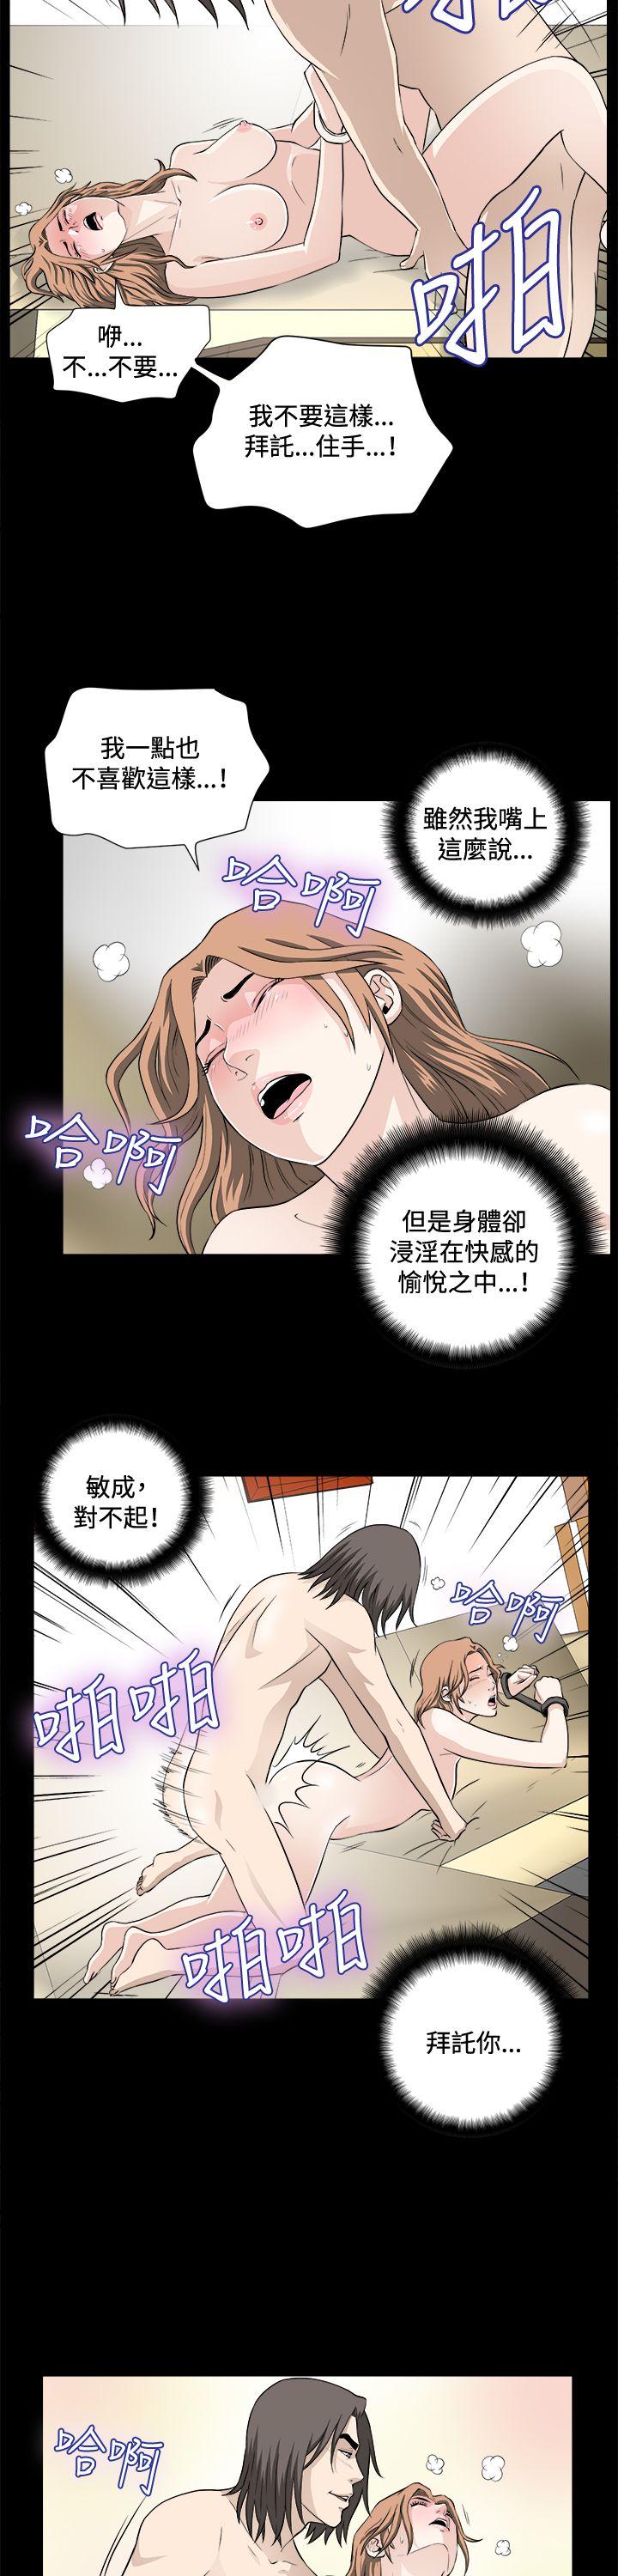 啪
咿...
不...不要...
我不要這樣...
拜託...住手...!
我一點也
不喜歡這樣...!
雖然我嘴上
這麼說...
哈啊
哈啊
但是身體卻
浸淫在快感的
愉悅之中...!
敏成,
對不起!
哈啊
啪啪
啪啪
拜託你...
哈啊